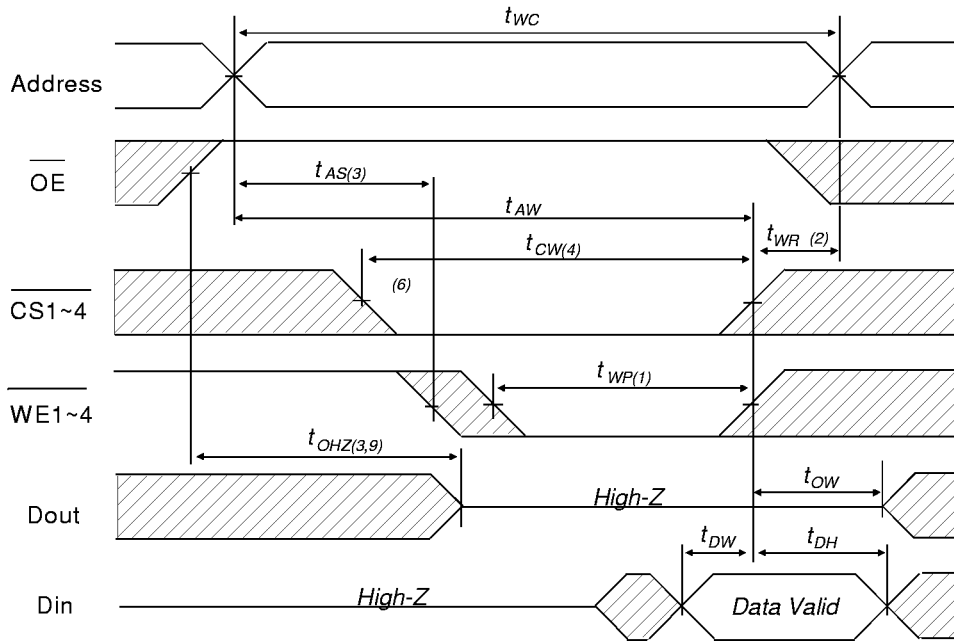 tWC
Address
OE
tAS(3)
tAW
tWR (2)
tCW(4)
(6)
CS1~4
tWP(1)
WE1~4
tOHZ(3,9)
tOW
High-Z
Dout
tDW
tDH
High-Z
Data Valid
Din